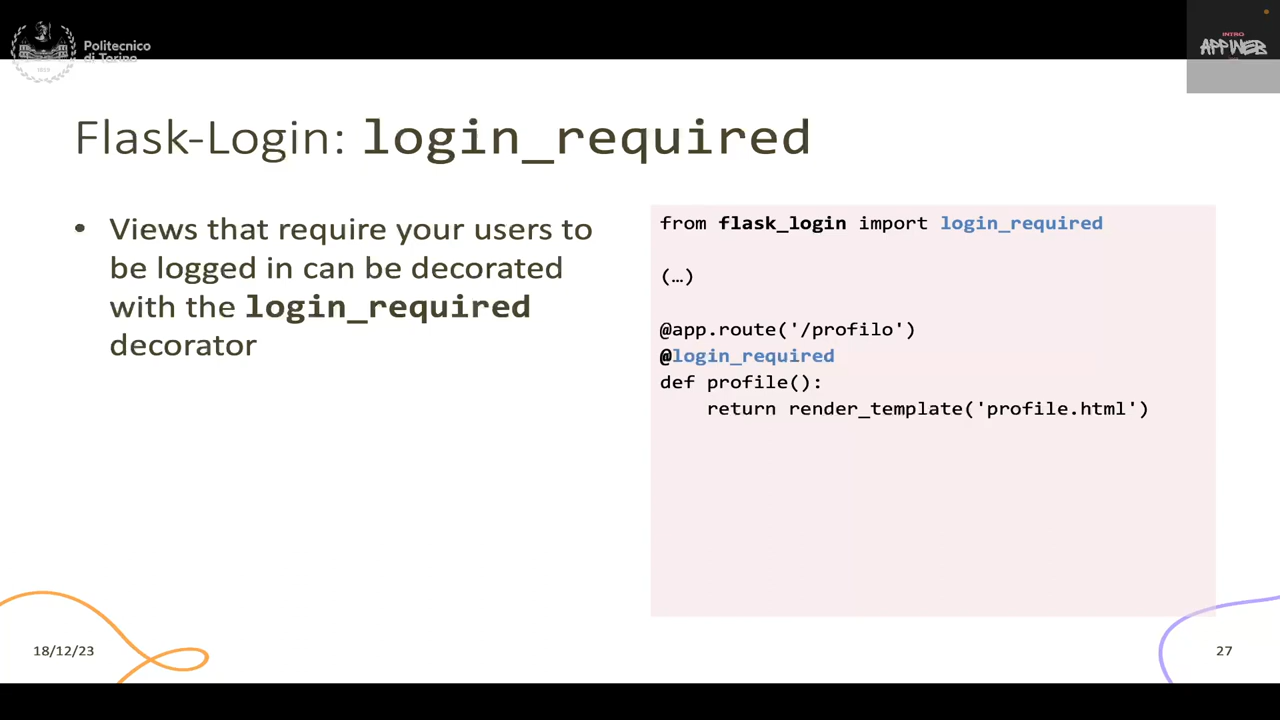 Politecnico
di Torino
1859
INTRO
APPWEB
Flask-Login: login_required
• Views that require your users to
be logged in can be decorated
with the login_required
decorator
from flask_login import login_required
(…)
@app.route('/profilo')
@login_required
def profile():
    return render_template('profile.html')
18/12/23
27